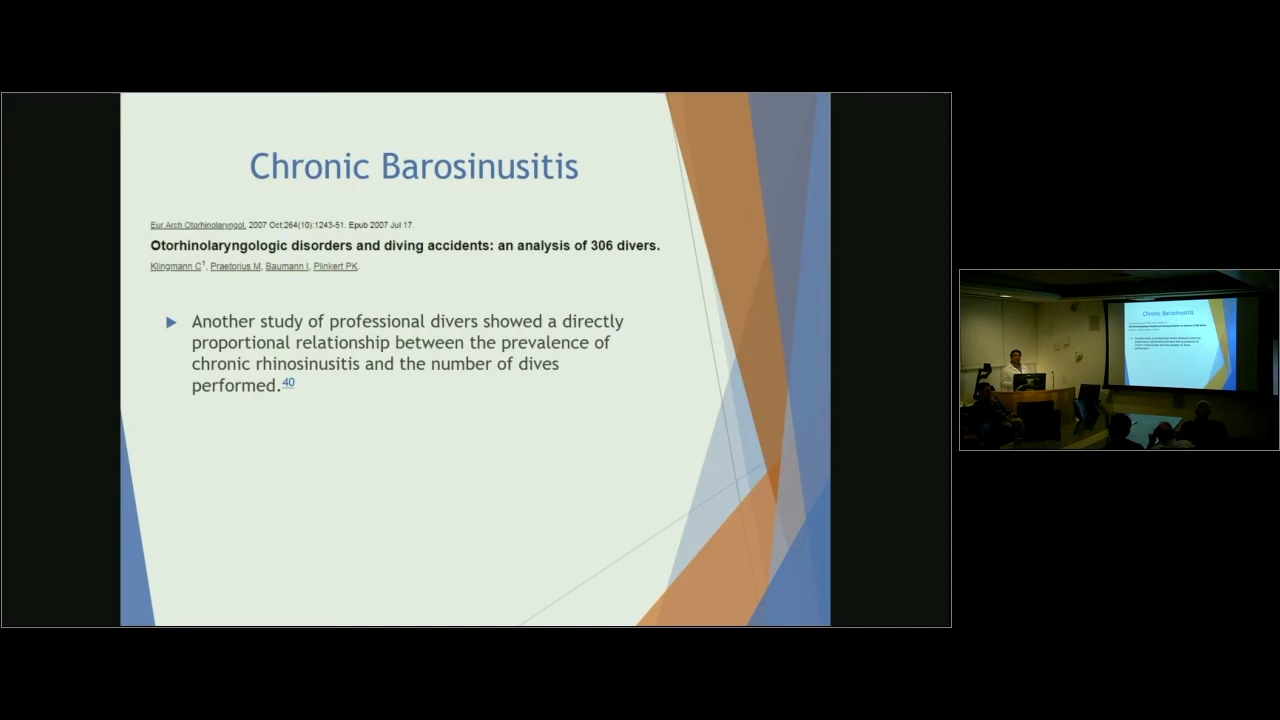 Chronic Barosinusitis
Eur Arch Otorhinolaryngol. 2007 Oct;264(10):1243-51. Epub 2007 Jul 17.
Otorhinolaryngologic disorders and diving accidents: an analysis of 306 divers.
Klingmann C1, Praetorius M, Baumann I, Plinkert PK.
Another study of professional divers showed a directly
proportional relationship between the prevalence of
chronic rhinosinusitis and the number of dives
performed.40
Chronic Barosinusitis